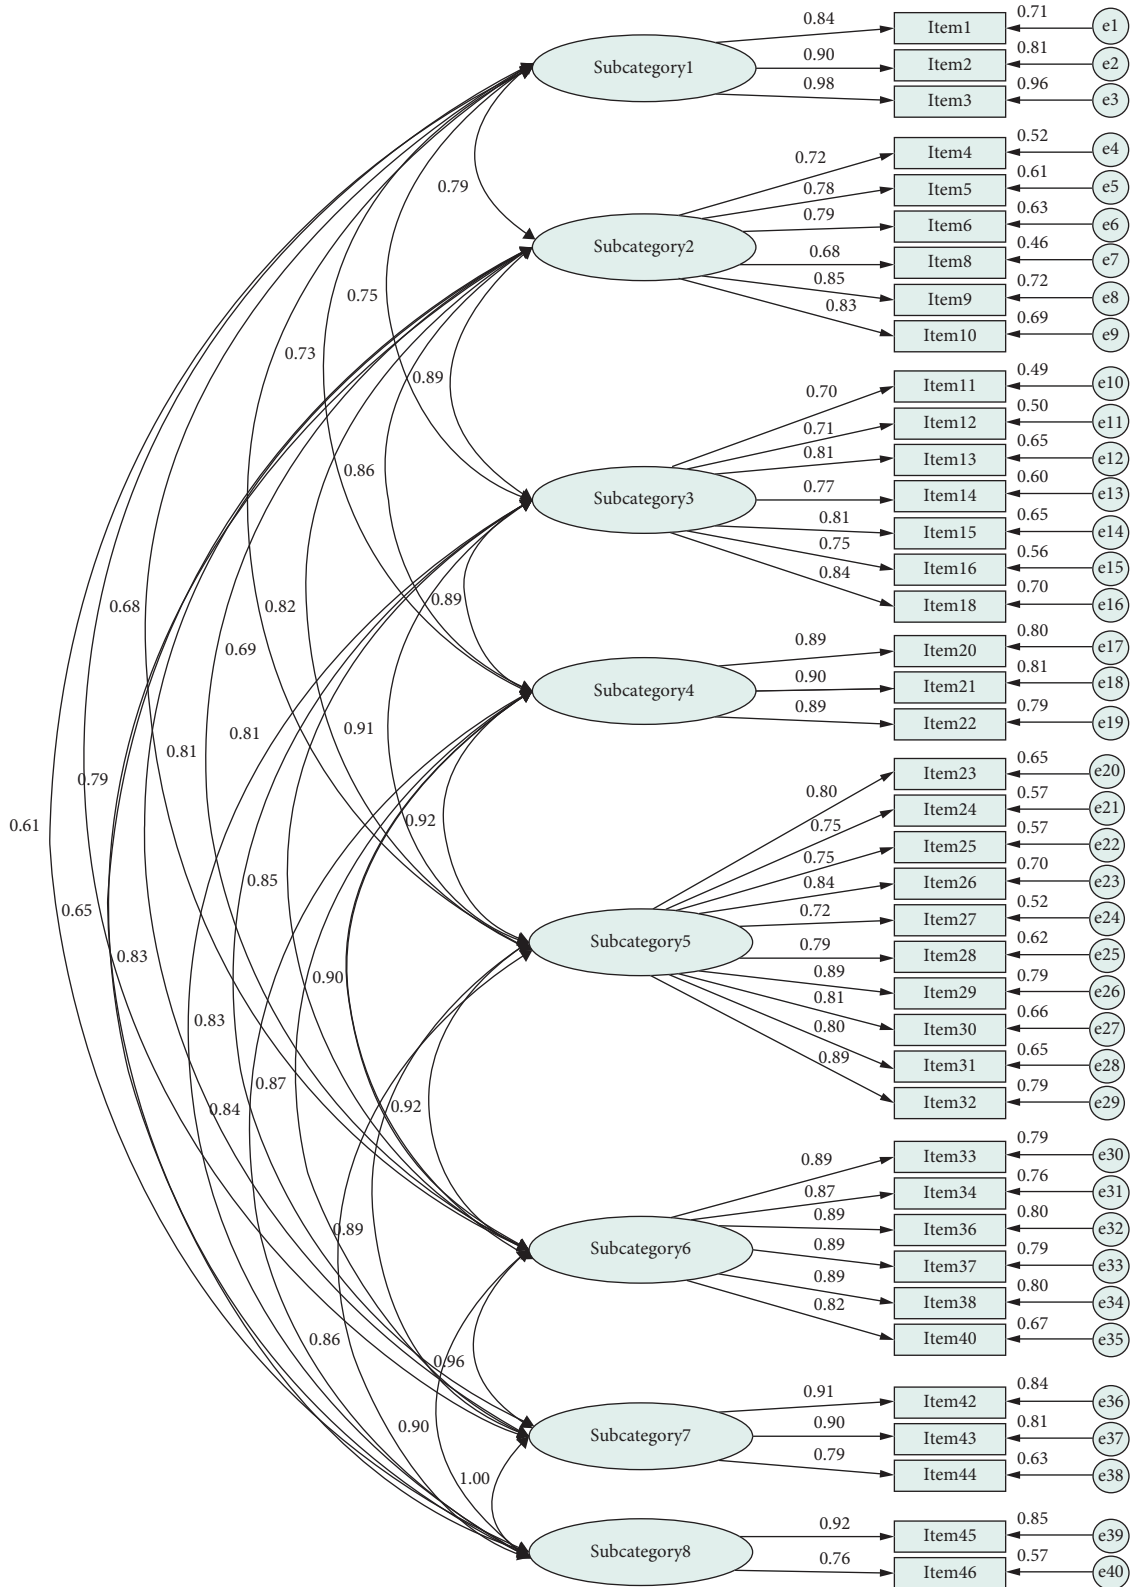 0.84 Item1 0.71 e1
Subcategory1 0.90 Item2 0.81 e2
0.98 Item3 0.96 e3
0.79
0.72 Item4 0.52 e4
0.78 Item5 0.61 e5
0.79 Item6 0.63 e6
Subcategory2
0.68 Item8 0.46 e7
0.85 Item9 0.72 e8
0.83 Item10 0.69 e9
0.75
0.73
0.89
0.70 Item11 0.49 e10
0.71 Item12 0.50 e11
0.81 Item13 0.65 e12
0.86
Subcategory3 0.77 Item14 0.60 e13
0.81 Item15 0.65 e14
0.75 Item16 0.56 e15
0.84 Item18 0.70 e16
0.68
0.82
0.89
0.69
0.89 Item20 0.80 e17
Subcategory4 0.90 Item21 0.81 e18
0.89 Item22 0.79 e19
0.81
0.81
0.91
0.79
0.61
0.92
0.80 Item23 0.65 e20
0.75 Item24 0.57 e21
0.75 Item25 0.57 e22
0.84 Item26 0.70 e23
0.72 Item27 0.52 e24
Subcategory5
0.79 Item28 0.62 e25
0.89 Item29 0.79 e26
0.81 Item30 0.66 e27
0.80 Item31 0.65 e28
0.89 Item32 0.79 e29
0.85
0.65
0.83
0.90
0.83
0.87
0.84
0.92
0.89 Item33 0.79 e30
0.87 Item34 0.76 e31
0.89 Item36 0.80 e32
Subcategory6
0.89 Item37 0.79 e33
0.89 Item38 0.80 e34
0.82 Item40 0.67 e35
0.89
0.86
0.96
0.91 Item42 0.84 e36
Subcategory7 0.90 Item43 0.81 e37
0.79 Item44 0.63 e38
0.90
1.00
0.92 Item45 0.85 e39
Subcategory8
0.76 Item46 0.57 e40